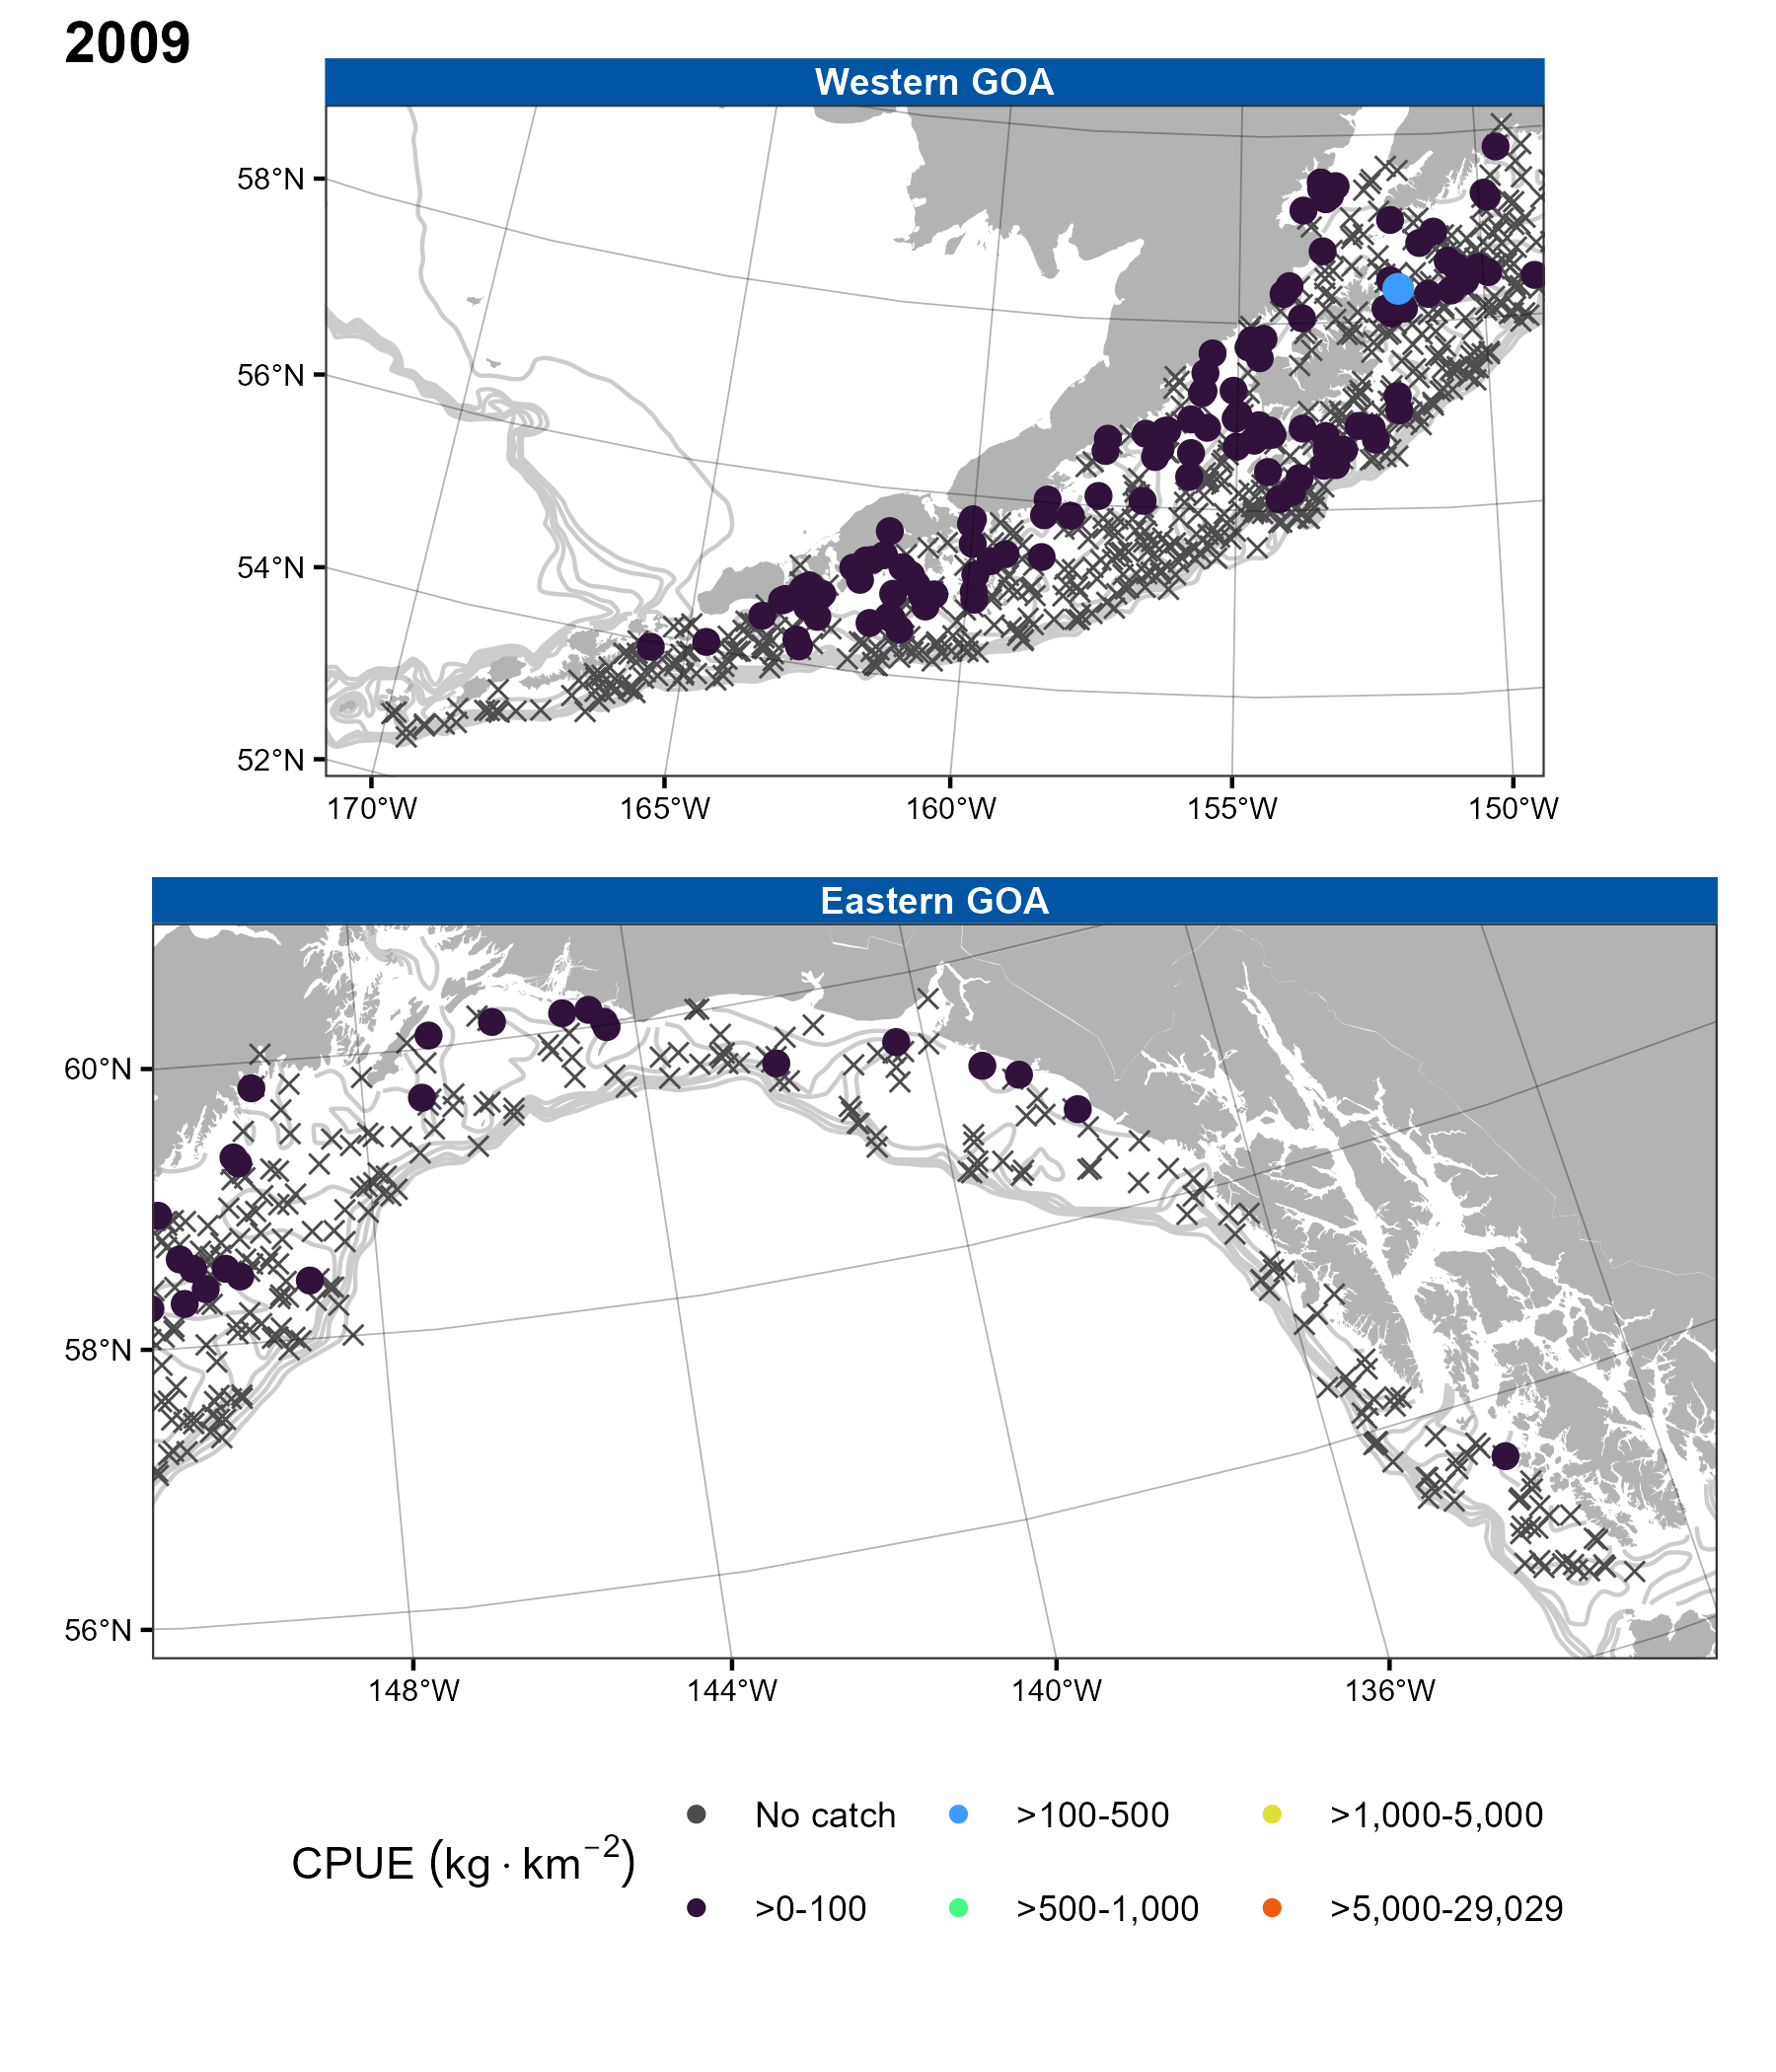 2009
Western GOA
58°N
56°N
54°N
52°N
170°W 165°W 160°W 155°W 150°W
Eastern GOA
60°N
58°N
56°N
148°W 144°W 140°W 136°W
CPUE (kg · km⁻²)
No catch >100-500 >1,000-5,000
>0-100 >500-1,000 >5,000-29,029